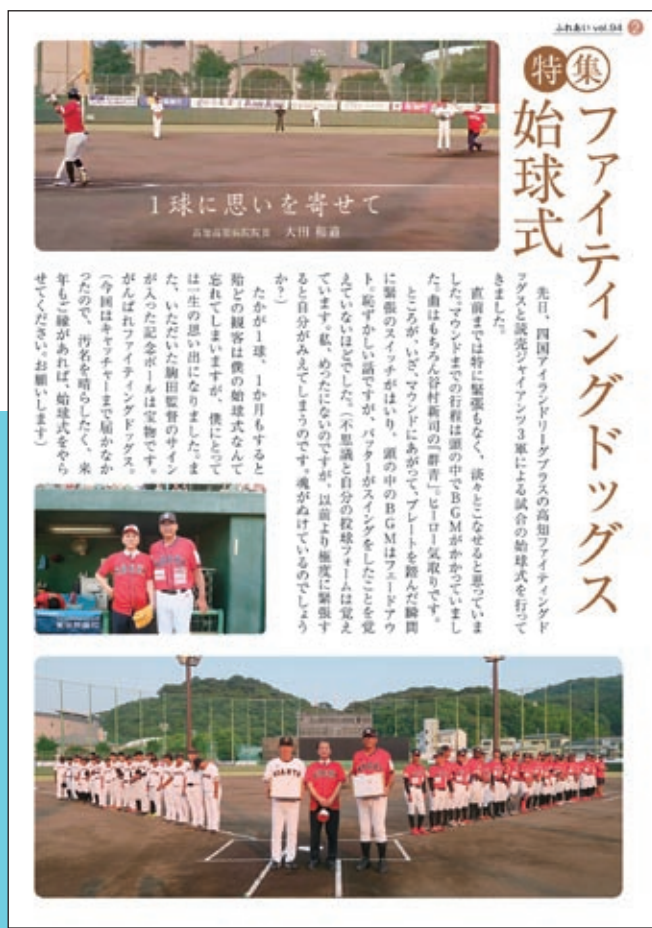 ふれあい vol.94 2
特集
ファイティングドッグス
始球式
1球に思いを寄せて
先日、四国アイランドリーグプラスの高知ファイティングド
ッグスと読売ジャイアンツ3軍による試合の始球式を行って
きました。
直前までは特に緊張もなく、淡々とこなせると思っていま
した。マウンドまでの行程は頭の中でBGMがかかっていまし
た。曲はもちろん谷村新司の『群青』。ヒーロー気取りです。
ところが、いざ、マウンドにあがって、プレートを踏んだ瞬間
に緊張のスイッチがはいり、頭の中のBGMはフェードアウ
ト。恥ずかしい話ですが、バッターがスイングをしたことを覚
えていないほどでした。（不思議と自分の投球フォームは覚え
ています。私、めったにないのですが、以前より極度に緊張す
ると自分がみえてしまうのです。魂がぬけているのでしょう
か？）
たかが1球、1か月もすると
殆どの観客は僕の始球式なんて
忘れてしまいますが、僕にとって
は一生の思い出になりました。ま
た、いただいた駒田監督のサイン
が入った記念ボールは宝物です。
がんばれファイティングドッグス。
（今回はキャッチャーまで届かなか
ったので、汚名を晴らしたく、来
年もご縁があれば、始球式をやら
せてください。お願いします）